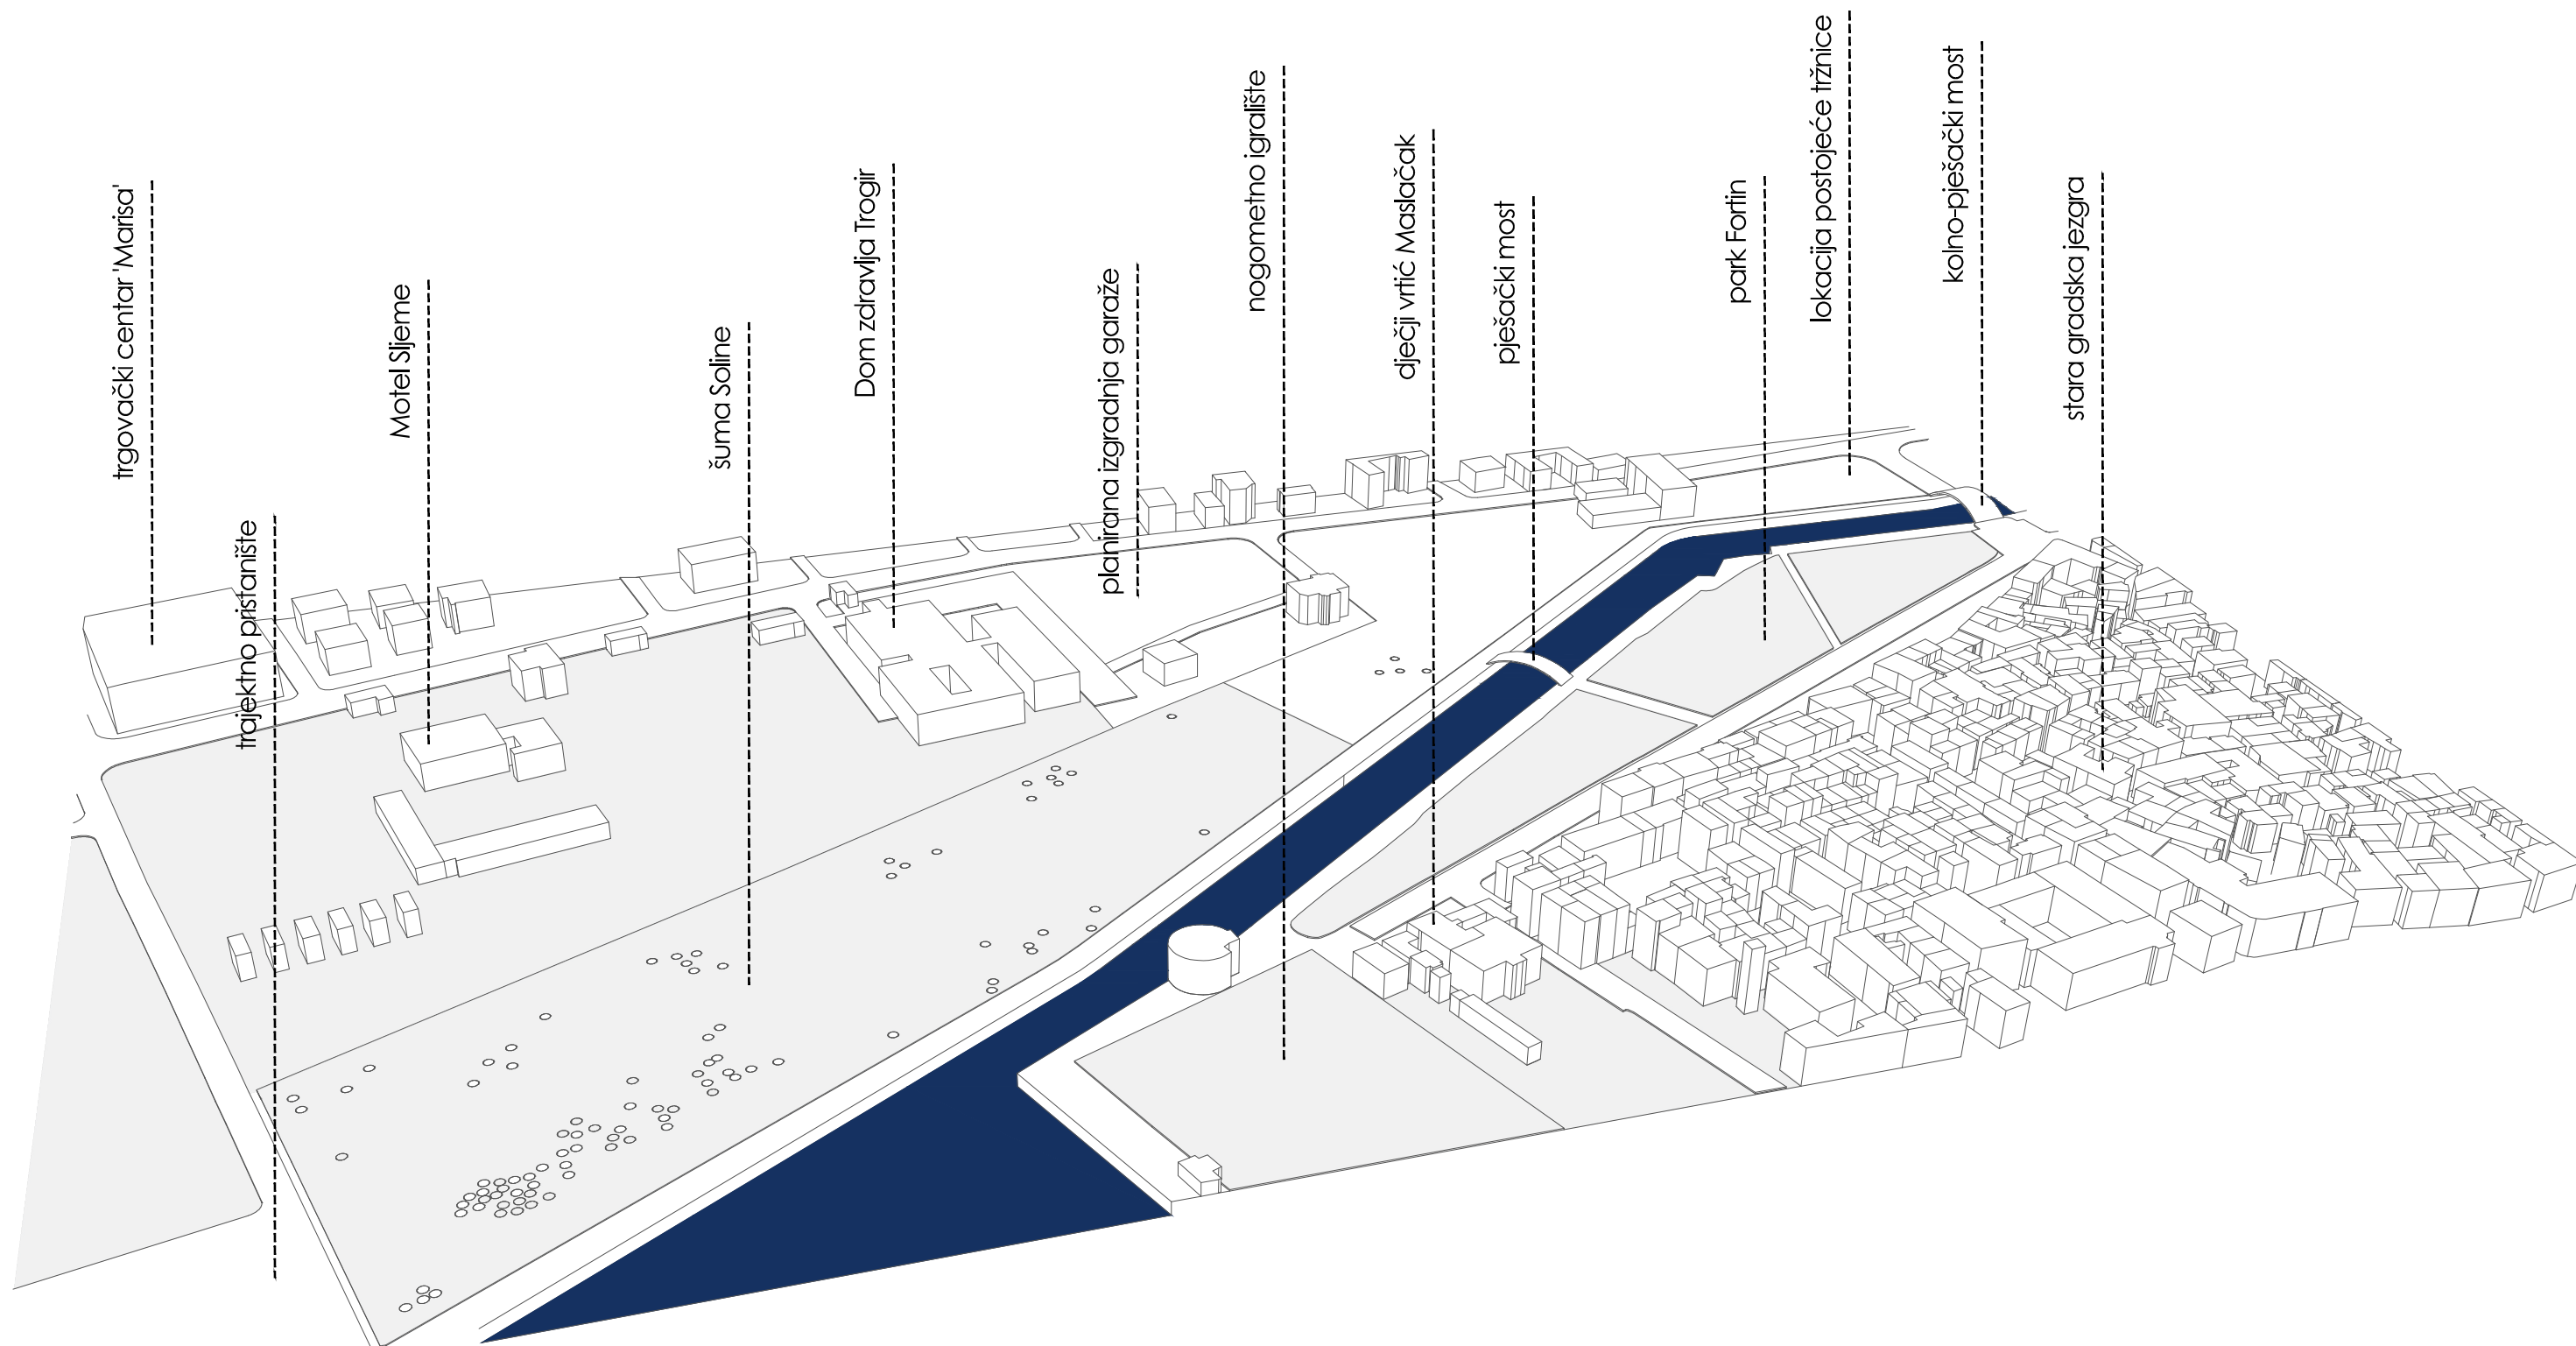 trgovački centar 'Marisa'
trajektno pristanište
Motel Sljeme
šuma Soline
Dom zdravlja Trogir
planirana izgradnja garaže
nogometno igralište
dječji vrtić Maslačak
pješački most
park Fortin
lokacija postojeće tržnice
kolno-pješački most
stara gradska jezgra